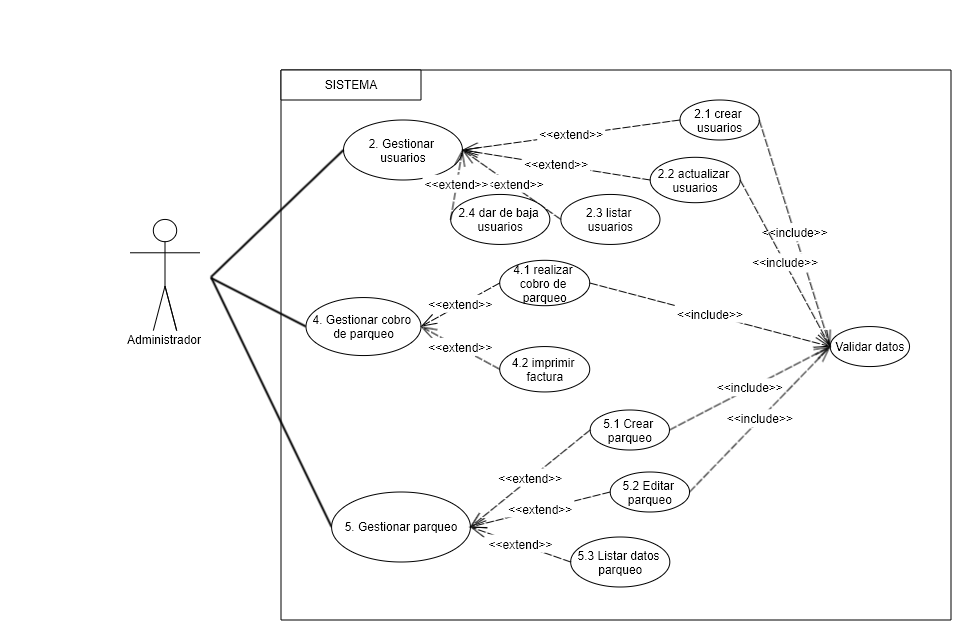 SISTEMA
2.1 crear
usuarios
<<extend>>
2. Gestionar
usuarios
<<extend>>
2.2 actualizar
usuarios
<<extend>>
<extend>>
2.4 dar de baja
usuarios
2.3 listar
usuarios
<<include>>
<<include>>
4.1 realizar
cobro de
parqueo
<<extend>>
<<include>>
4. Gestionar cobro
de parqueo
Administrador
<<extend>>
Validar datos
4.2 imprimir
factura
<<include>>
<<include>>
5.1 Crear
parqueo
<<extend>>
5.2 Editar
parqueo
<<extend>>
5. Gestionar parqueo
<<extend>>
5.3 Listar datos
parqueo